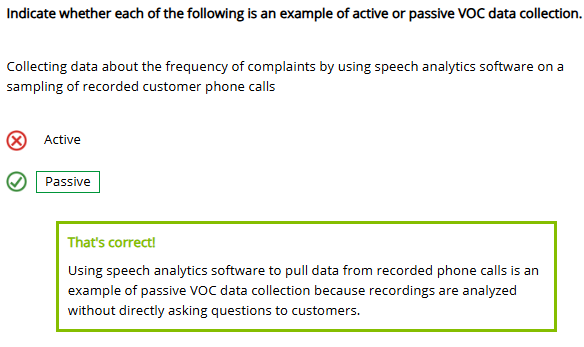 Indicate whether each of the following is an example of active or passive VOC data collection.
Collecting data about the frequency of complaints by using speech analytics software on a
sampling of recorded customer phone calls
Active
Passive
That's correct!
Using speech analytics software to pull data from recorded phone calls is an
example of passive VOC data collection because recordings are analyzed
without directly asking questions to customers.